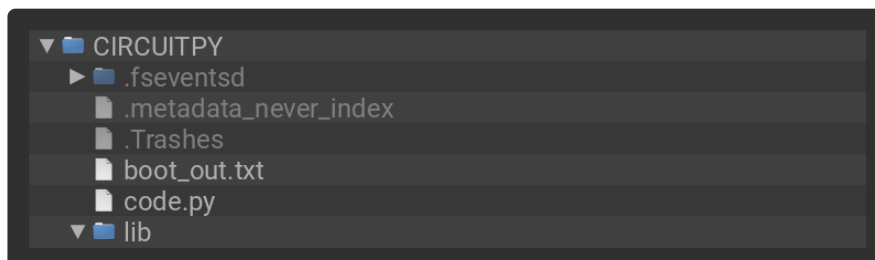 CIRCUITPY
.fseventsd
.metadata_never_index
.Trashes
boot_out.txt
code.py
lib